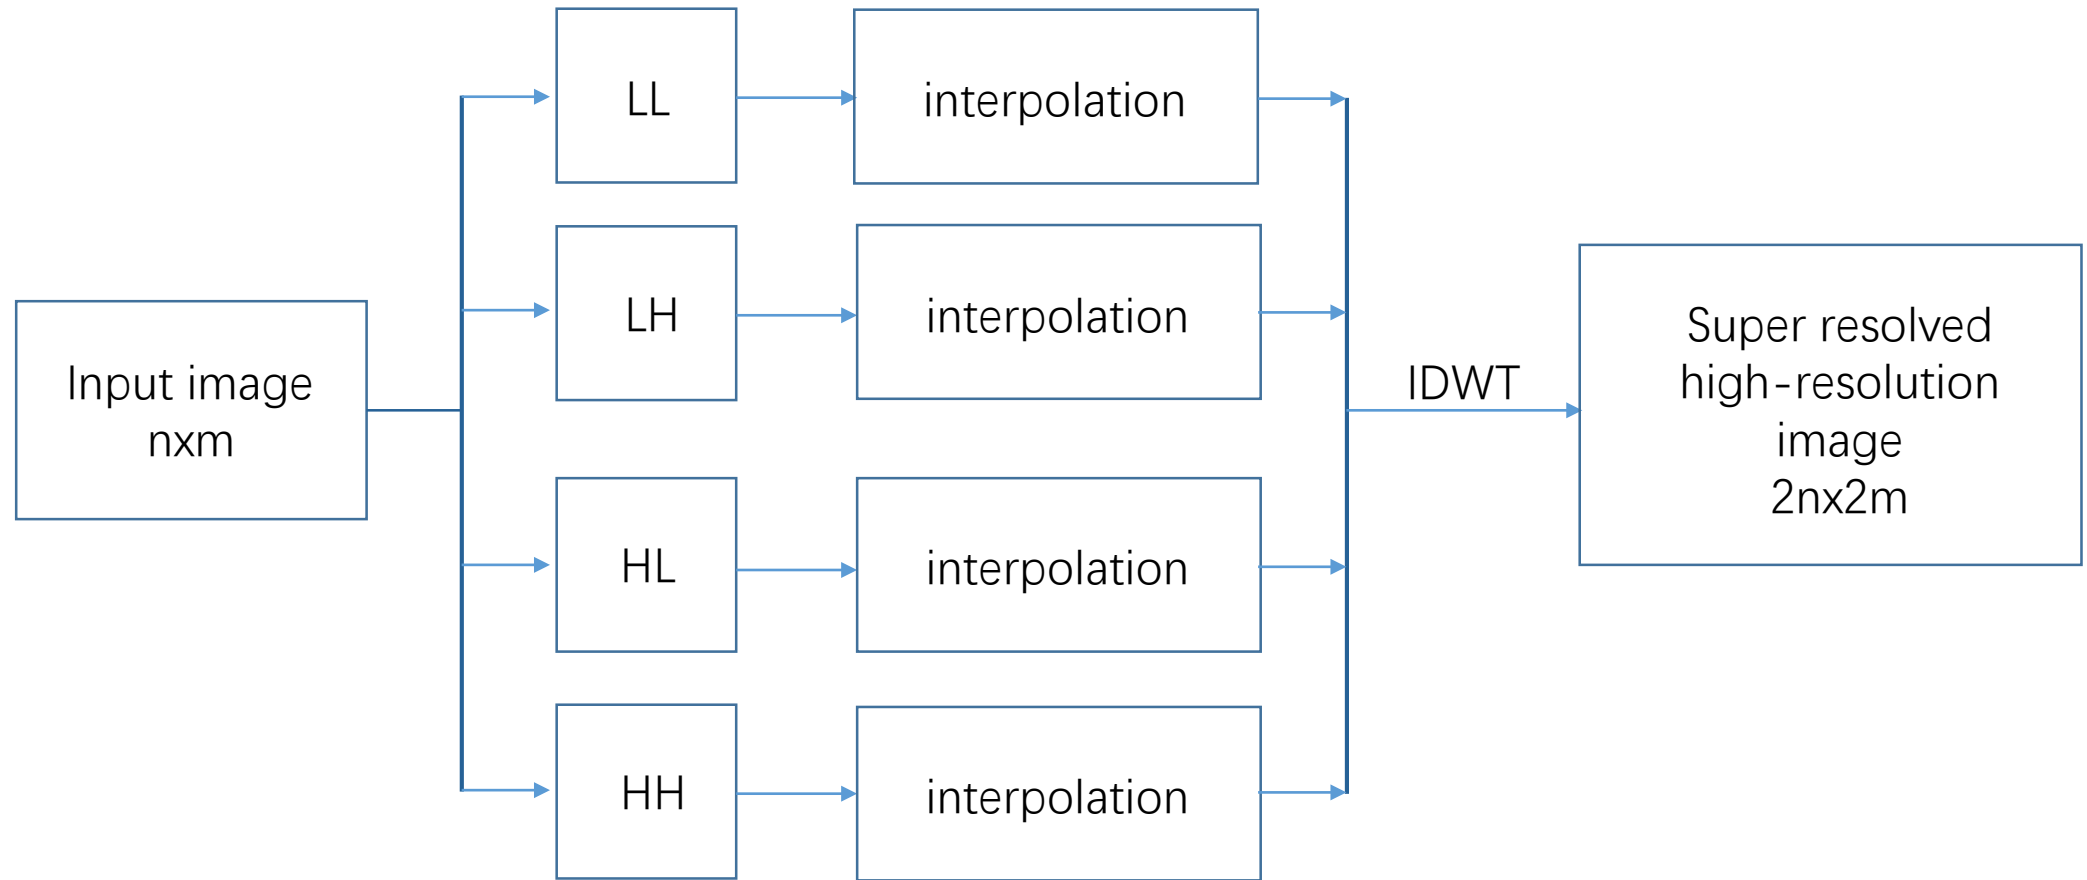 Input image
nxm
LL
interpolation
LH
interpolation
HL
interpolation
HH
interpolation
IDWT
Super resolved
high-resolution
image
2nx2m